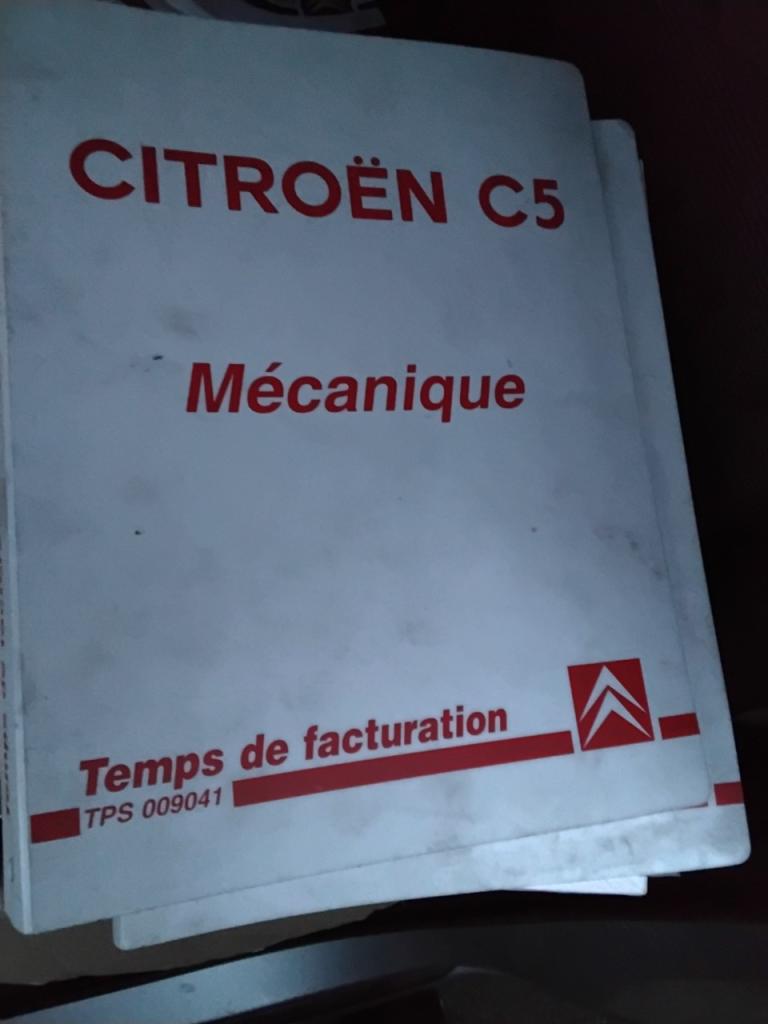 CITROËN C5
Mécanique
Temps de facturation
TPS 009041